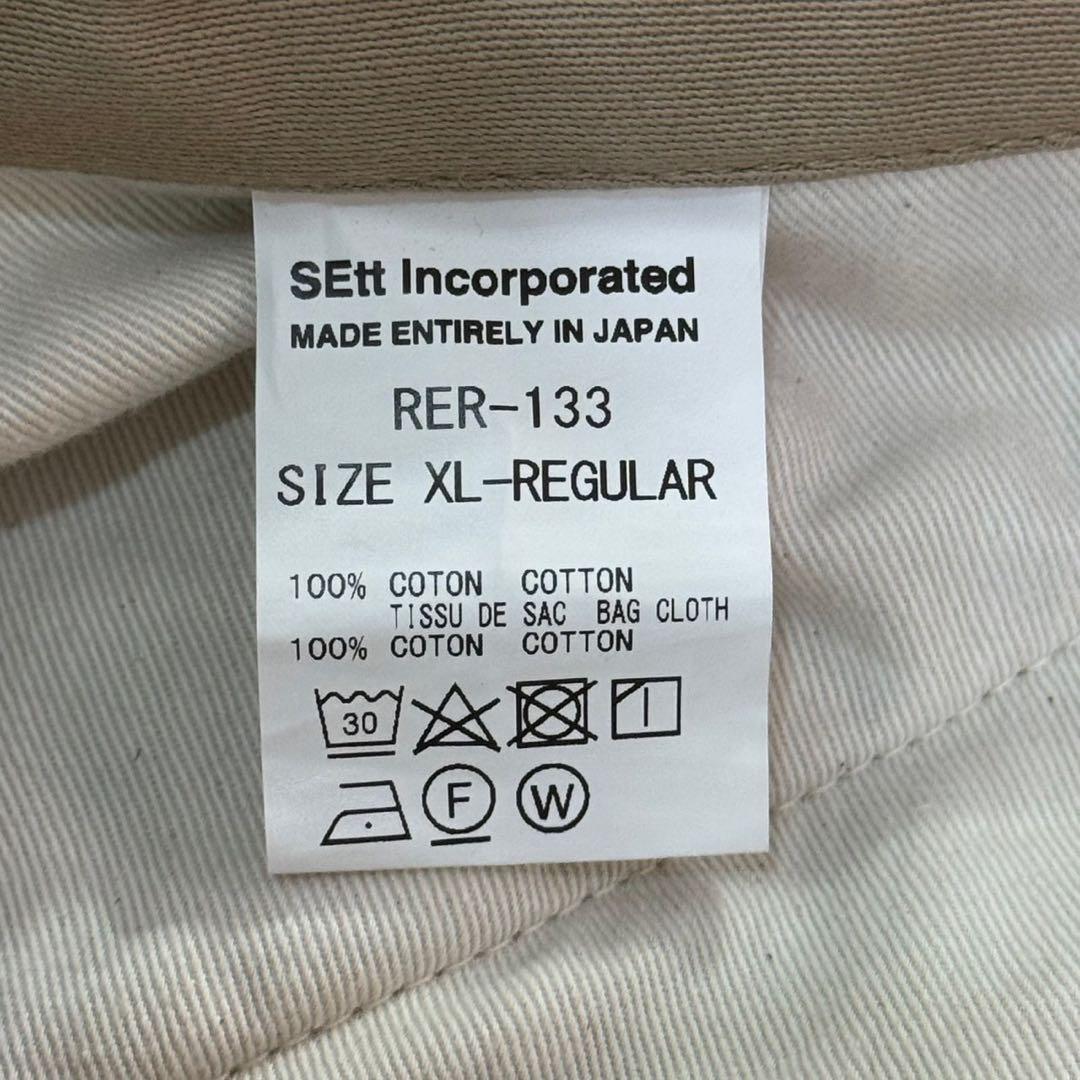 SEtt Incorporated
MADE ENTIRELY IN JAPAN
RER-133
SIZE XL-REGULAR
100% COTON COTTON
TISSU DE SAC BAG CLOTH
100% COTON COTTON
30
F W